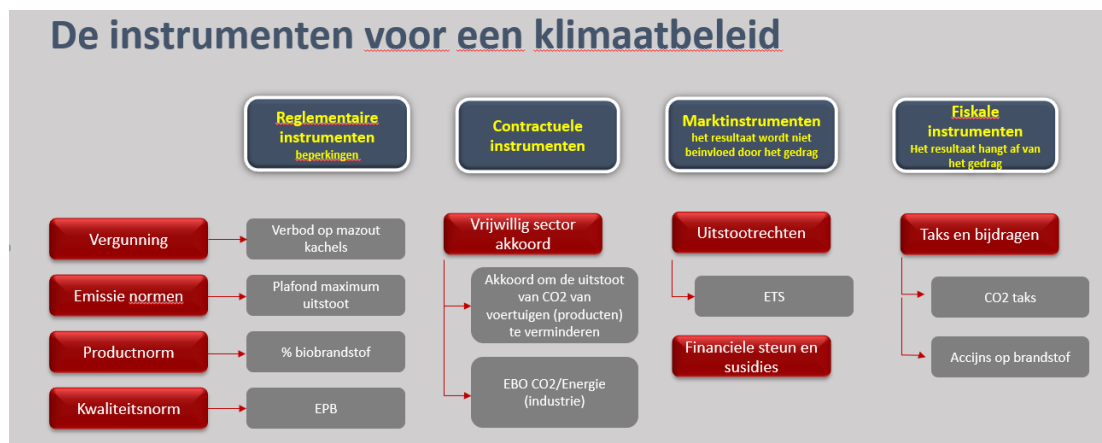 De instrumenten voor een klimaatbeleid
Reglementaire
instrumenten
beperkingen
Contractuele
instrumenten
Marktinstrumenten
het resultaat wordt niet
beinvloed door het gedrag
Fiskale
instrumenten
Het resultaat hangt af van
het gedrag
Vergunning
Verbod op mazout
kachels
Emissie normen
Plafond maximum
uitstoot
Productnorm
% biobrandstof
Kwaliteitsnorm
EPB
Vrijwillig sector
akkoord
Akkoord om de uitstoot
van CO2 van
voertuigen (producten)
te verminderen
EBO CO2/Energie
(industrie)
Uitstootrechten
ETS
Financiele steun en
susidies
Taks en bijdragen
CO2 taks
Accijns op brandstof